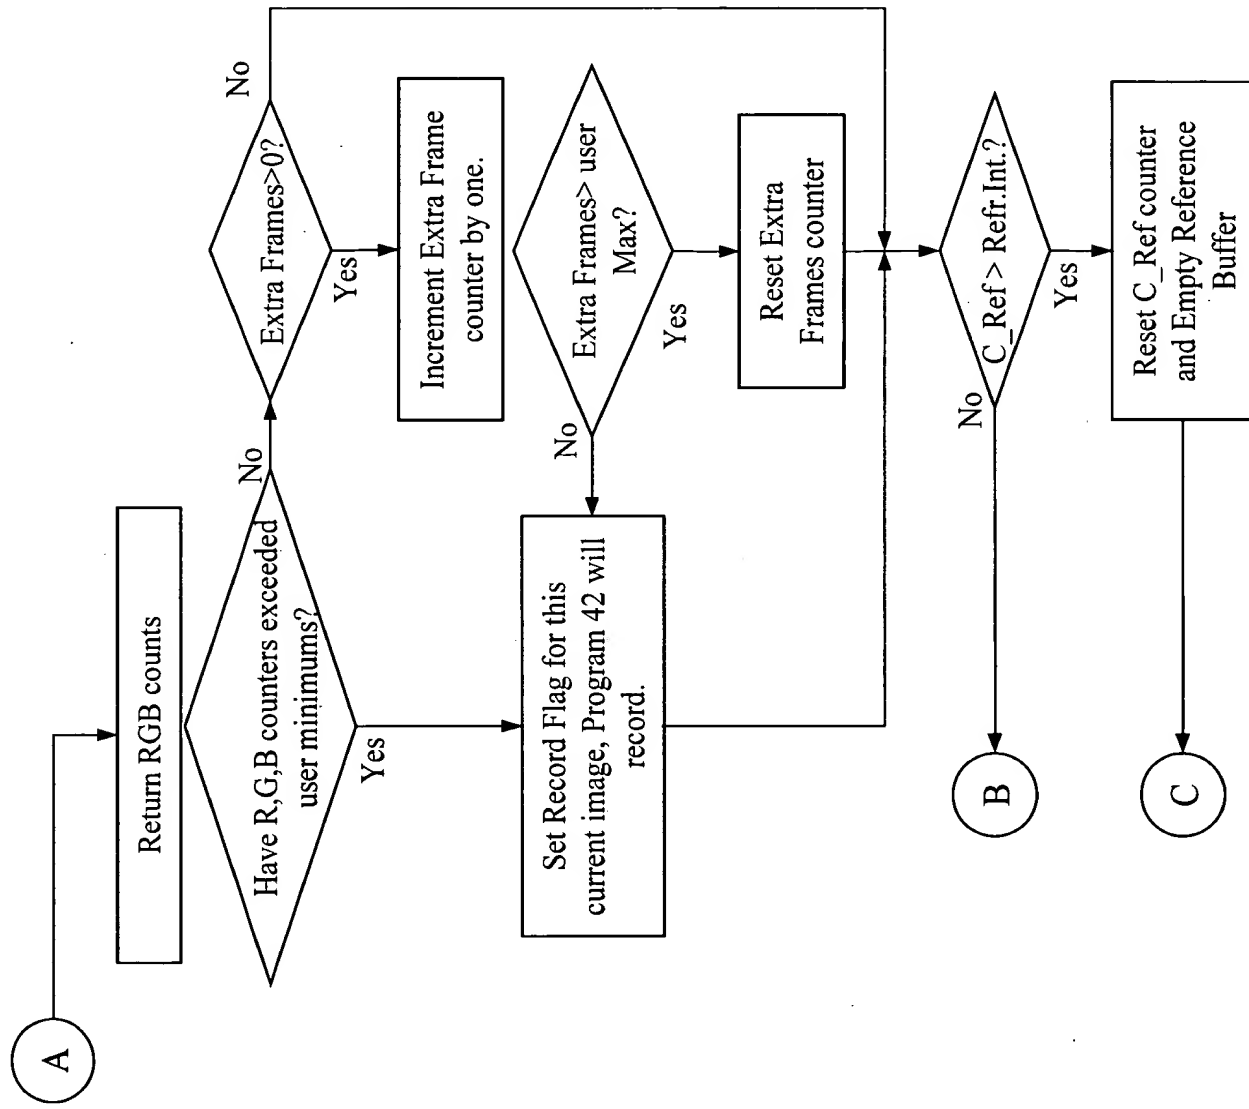 A
Return RGB counts
Have R,G,B counters exceeded
user minimums?
No
Yes
Extra Frames>0?
No
Yes
Increment Extra Frame
counter by one.
Extra Frames> user
Max?
No
Yes
Set Record Flag for this
current image, Program 42 will
record.
Reset Extra
Frames counter
C_Ref > Refr.Int.?
No
Yes
B
Reset C_Ref counter
and Empty Reference
Buffer
C